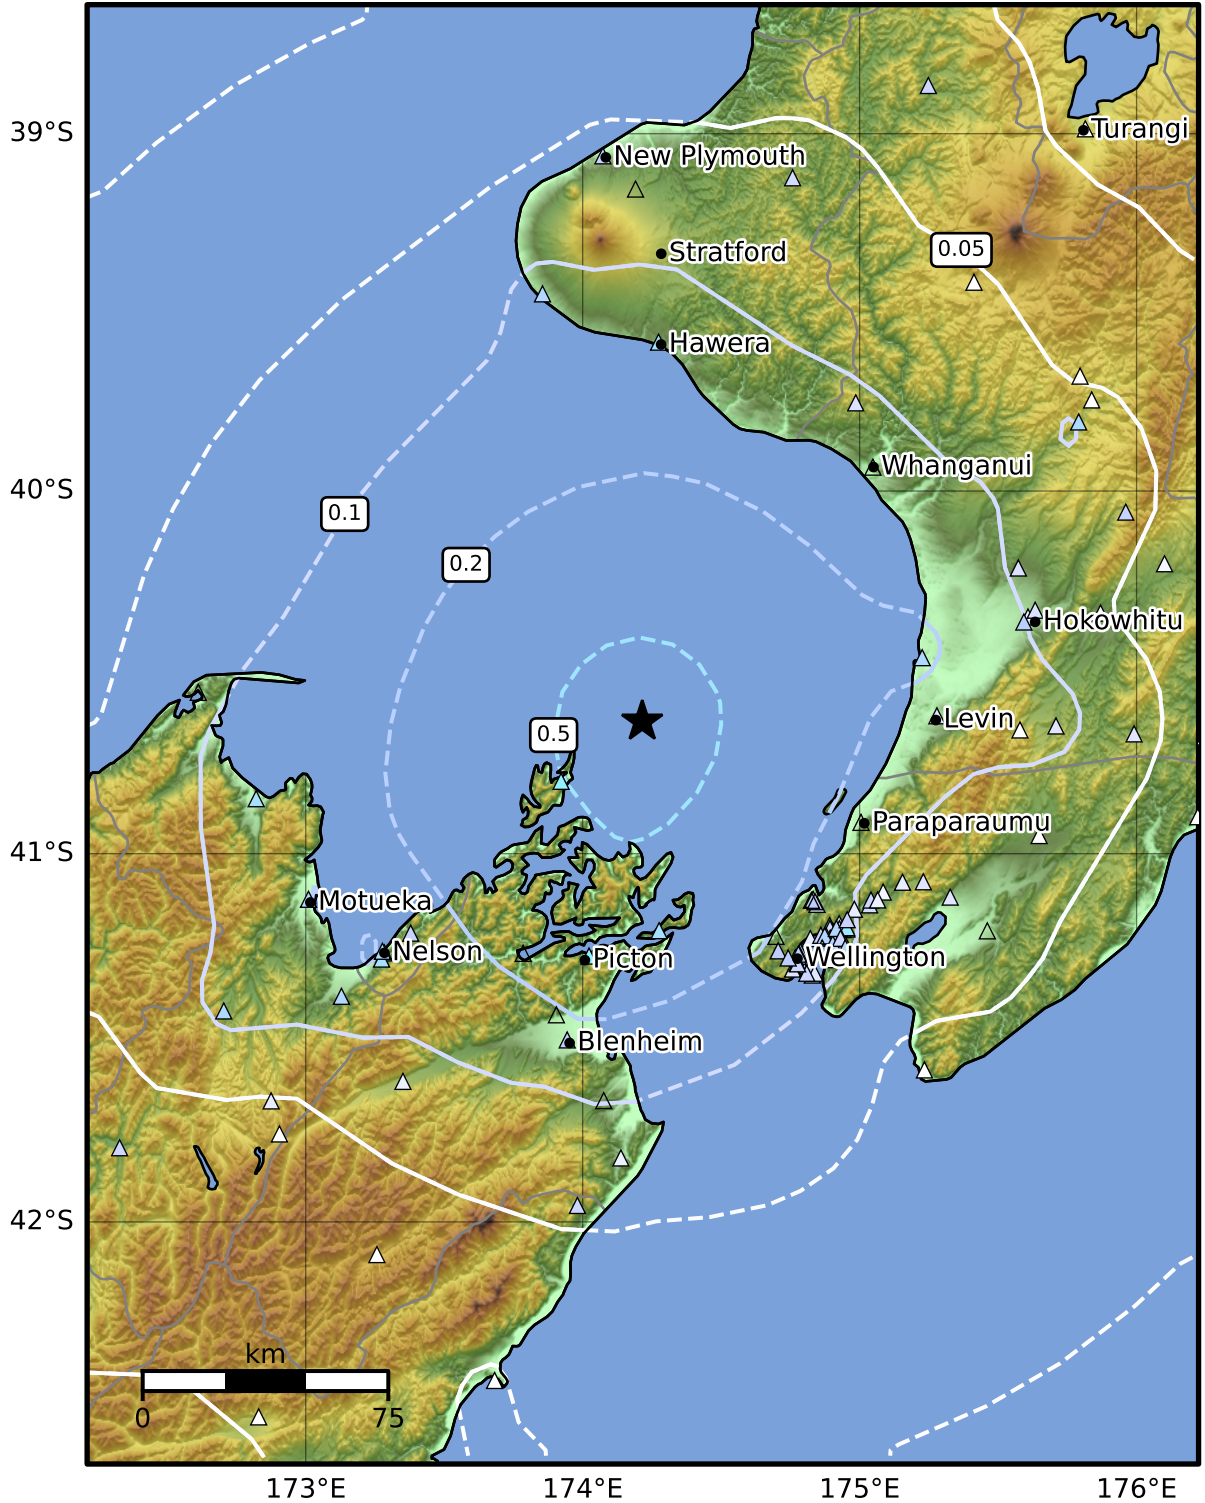 39°S
Turangi
New Plymouth
0.05
Stratford
Hawera
Whanganui
40°S
0.1
0.2
Hokowhitu
Levin
0.5
Paraparaumu
41°S
Motueka
Nelson
Picton
Wellington
Blenheim
42°S
km
0
75
173°E
174°E
175°E
176°E